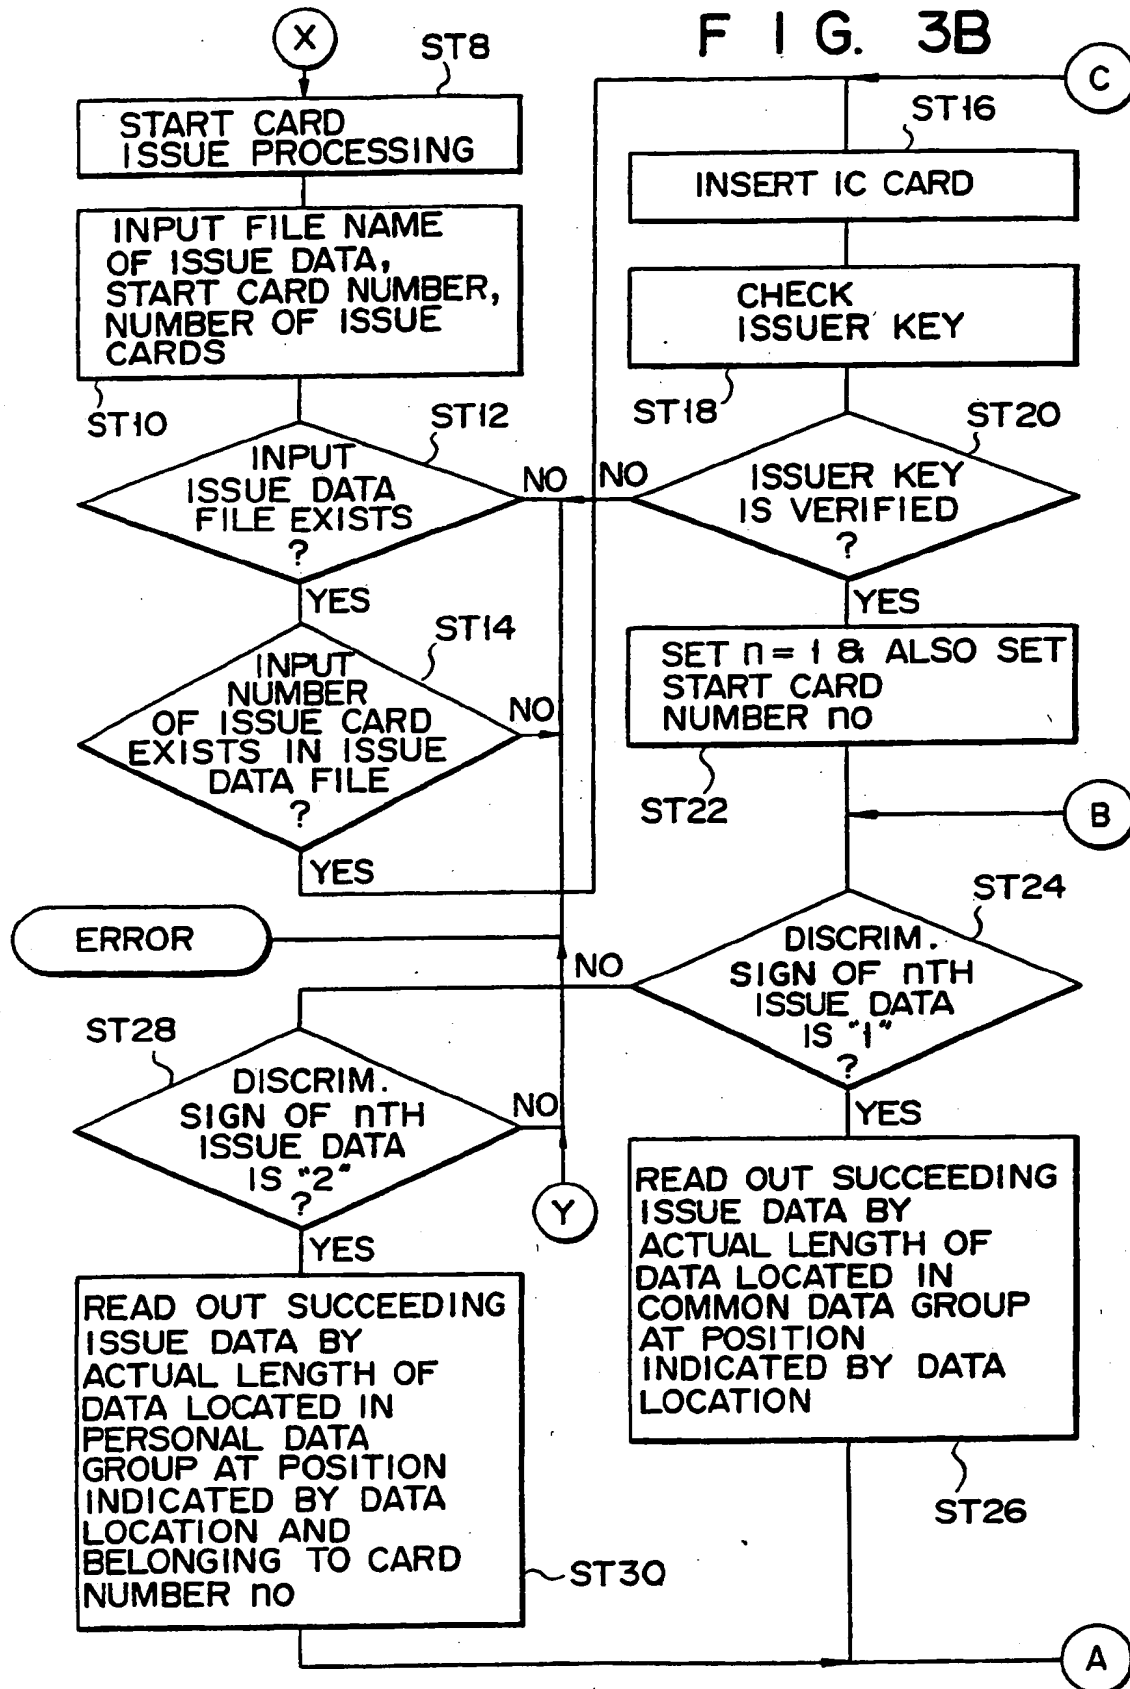 FIG. 3B
X
ST8
START CARD
ISSUE PROCESSING
INPUT FILE NAME
OF ISSUE DATA,
START CARD NUMBER,
NUMBER OF ISSUE
CARDS
ST10
ST12
INPUT
ISSUE DATA
FILE EXISTS
?
NO
YES
ST14
INPUT
NUMBER
OF ISSUE CARD
EXISTS IN ISSUE
DATA FILE
?
NO
YES
ERROR
C
ST16
INSERT IC CARD
CHECK
ISSUER KEY
ST18
ST20
NO
ISSUER KEY
IS VERIFIED
?
YES
SET n = 1 & ALSO SET
START CARD
NUMBER no
ST22
B
ST24
NO
DISCRIM.
SIGN OF nTH
ISSUE DATA
IS "1"
?
YES
ST28
DISCRIM.
SIGN OF nTH
ISSUE DATA
IS "2"
?
NO
YES
Y
READ OUT SUCCEEDING
ISSUE DATA BY
ACTUAL LENGTH OF
DATA LOCATED IN
COMMON DATA GROUP
AT POSITION
INDICATED BY DATA
LOCATION
ST26
READ OUT SUCCEEDING
ISSUE DATA BY
ACTUAL LENGTH OF
DATA LOCATED IN
PERSONAL DATA
GROUP AT POSITION
INDICATED BY DATA
LOCATION AND
BELONGING TO CARD
NUMBER no
ST30
A